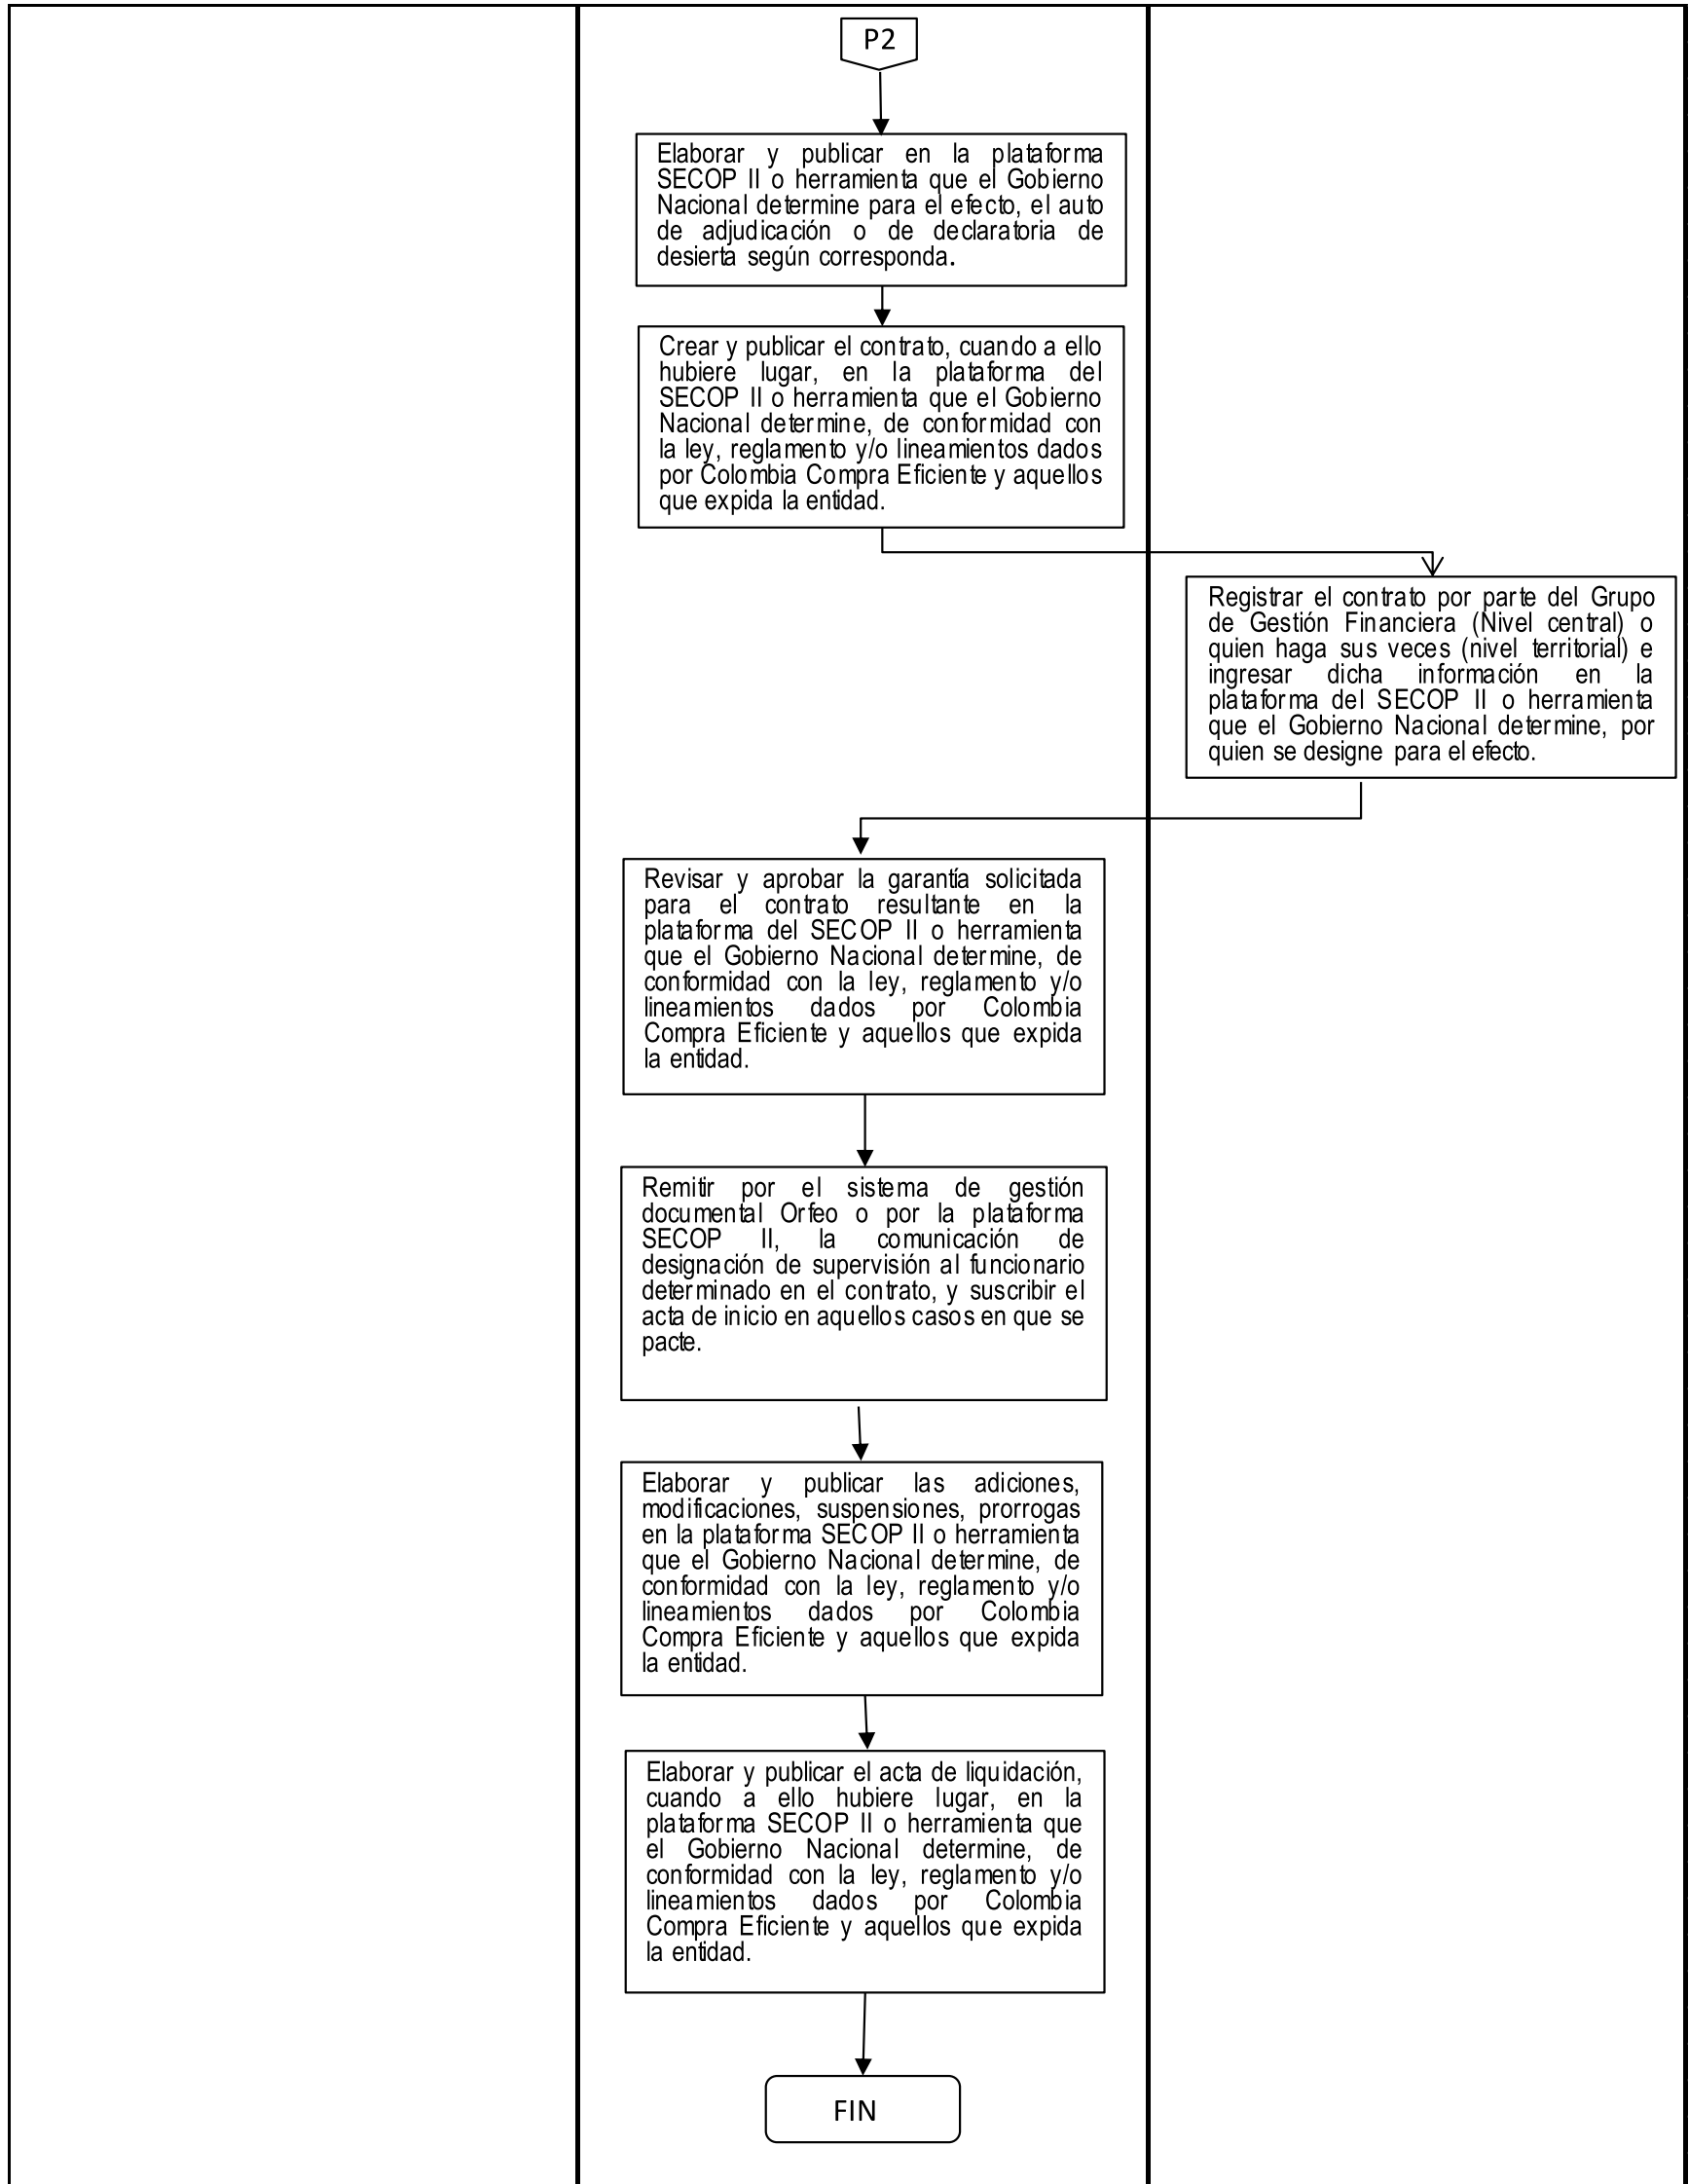 P2
Elaborar y publicar en la plataforma
SECOP II o herramienta que el Gobierno
Nacional determine para el efecto, el auto
de adjudicación o de declaratoria de
desierta según corresponda.
Crear y publicar el contrato, cuando a ello
hubiere lugar, en la plataforma del
SECOP II o herramienta que el Gobierno
Nacional determine, de conformidad con
la ley, reglamento y/o lineamientos dados
por Colombia Compra Eficiente y aquellos
que expida la entidad.
Registrar el contrato por parte del Grupo
de Gestión Financiera (Nivel central) o
quien haga sus veces (nivel territorial) e
ingresar dicha información en la
plataforma del SECOP II o herramienta
que el Gobierno Nacional determine, por
quien se designe para el efecto.
Revisar y aprobar la garantía solicitada
para el contrato resultante en la
plataforma del SECOP II o herramienta
que el Gobierno Nacional determine, de
conformidad con la ley, reglamento y/o
lineamientos dados por Colombia
Compra Eficiente y aquellos que expida
la entidad.
Remitir por el sistema de gestión
documental Orfeo o por la plataforma
SECOP II, la comunicación de
designación de supervisión al funcionario
determinado en el contrato, y suscribir el
acta de inicio en aquellos casos en que se
pacte.
Elaborar y publicar las adiciones,
modificaciones, suspensiones, prorrogas
en la plataforma SECOP II o herramienta
que el Gobierno Nacional determine, de
conformidad con la ley, reglamento y/o
lineamientos dados por Colombia
Compra Eficiente y aquellos que expida
la entidad.
Elaborar y publicar el acta de liquidación,
cuando a ello hubiere lugar, en la
plataforma SECOP II o herramienta que
el Gobierno Nacional determine, de
conformidad con la ley, reglamento y/o
lineamientos dados por Colombia
Compra Eficiente y aquellos que expida
la entidad.
FIN